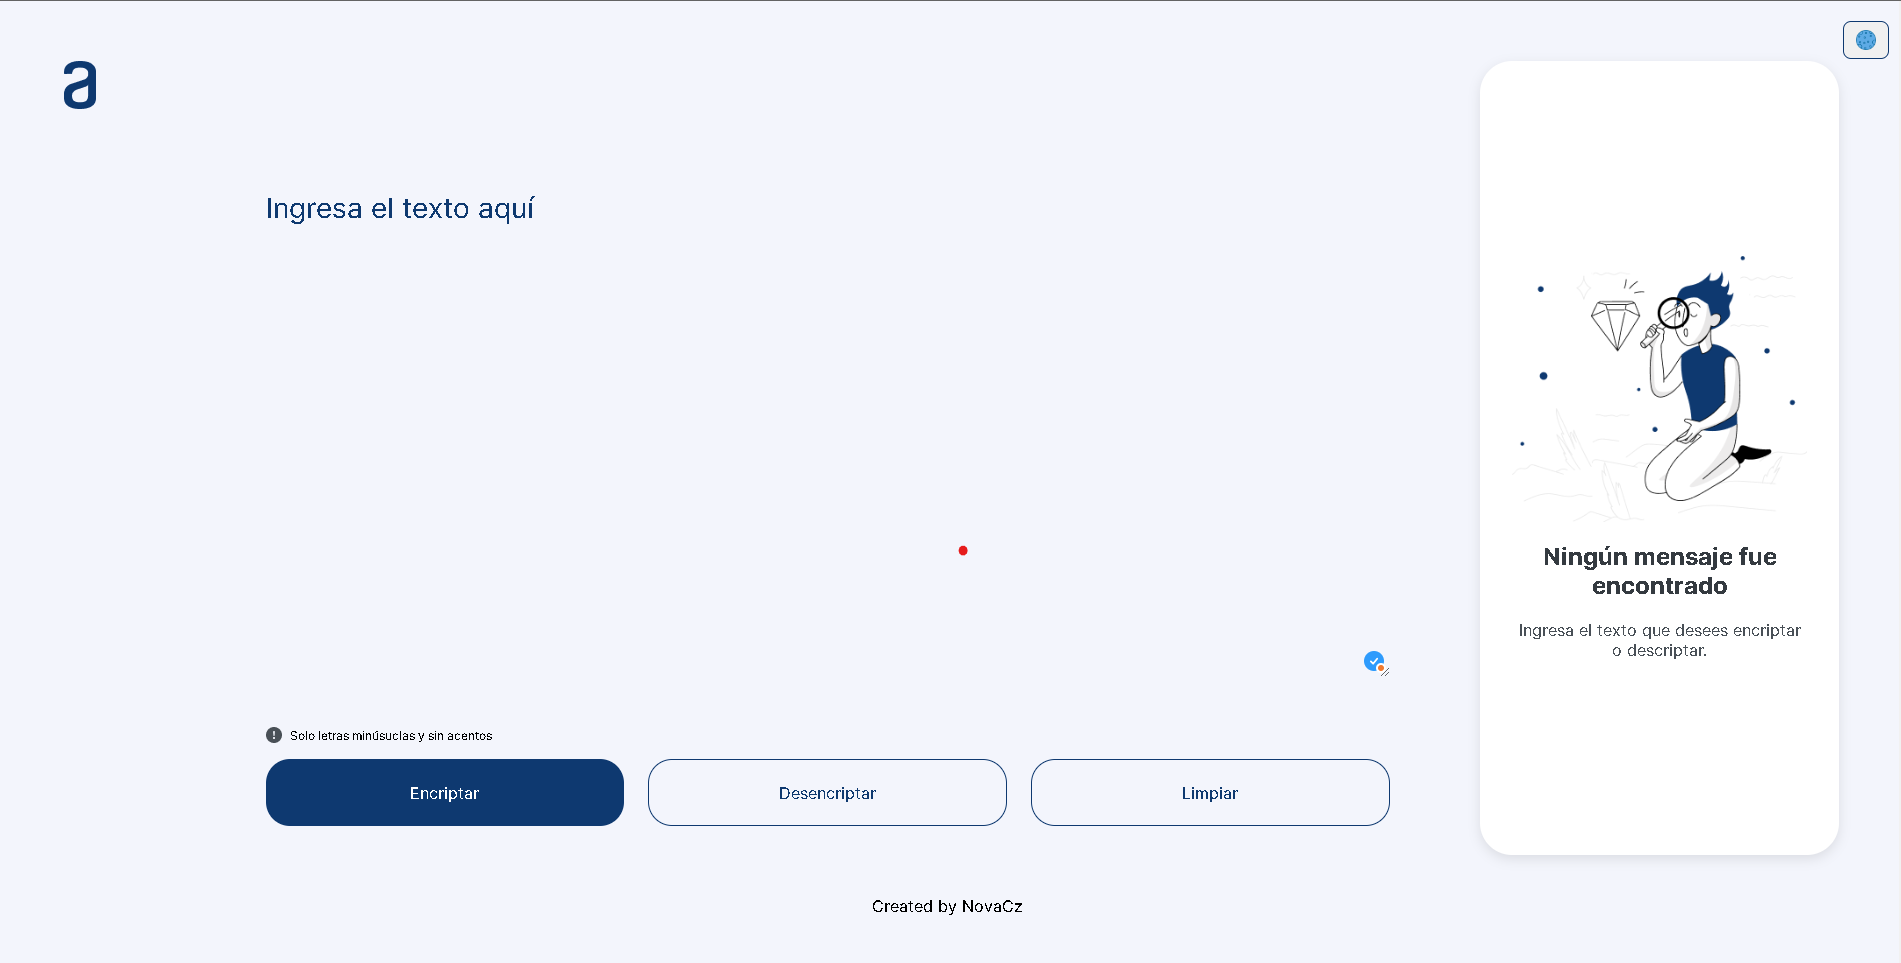 a
Ingresa el texto aquí
Ningún mensaje fue
encontrado
Ingresa el texto que desees encriptar
o descriptar.
Solo letras minúsuclas y sin acentos
Encriptar
Desencriptar
Limpiar
Created by NovaCz